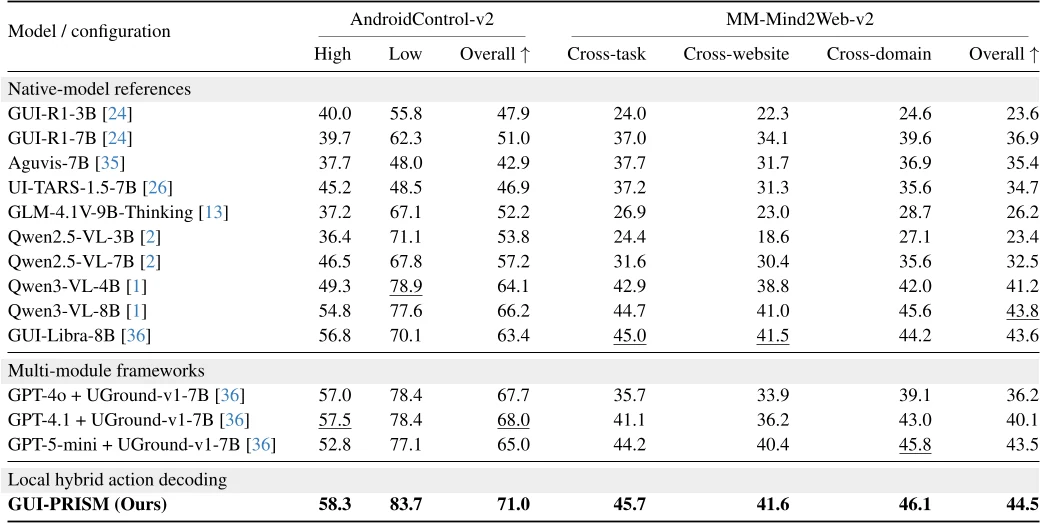 Model / configuration AndroidControl-v2 MM-Mind2Web-v2
High Low Overall ↑ Cross-task Cross-website Cross-domain Overall ↑
Native-model references
GUI-R1-3B [24] 40.0 55.8 47.9 24.0 22.3 24.6 23.6
GUI-R1-7B [24] 39.7 62.3 51.0 37.0 34.1 39.6 36.9
Aguvis-7B [35] 37.7 48.0 42.9 37.7 31.7 36.9 35.4
UI-TARS-1.5-7B [26] 45.2 48.5 46.9 37.2 31.3 35.6 34.7
GLM-4.1V-9B-Thinking [13] 37.2 67.1 52.2 26.9 23.0 28.7 26.2
Qwen2.5-VL-3B [2] 36.4 71.1 53.8 24.4 18.6 27.1 23.4
Qwen2.5-VL-7B [2] 46.5 67.8 57.2 31.6 30.4 35.6 32.5
Qwen3-VL-4B [1] 49.3 78.9 64.1 42.9 38.8 42.0 41.2
Qwen3-VL-8B [1] 54.8 77.6 66.2 44.7 41.0 45.6 43.8
GUI-Libra-8B [36] 56.8 70.1 63.4 45.0 41.5 44.2 43.6
Multi-module frameworks
GPT-4o + UGround-v1-7B [36] 57.0 78.4 67.7 35.7 33.9 39.1 36.2
GPT-4.1 + UGround-v1-7B [36] 57.5 78.4 68.0 41.1 36.2 43.0 40.1
GPT-5-mini + UGround-v1-7B [36] 52.8 77.1 65.0 44.2 40.4 45.8 43.5
Local hybrid action decoding
GUI-PRISM (Ours) 58.3 83.7 71.0 45.7 41.6 46.1 44.5